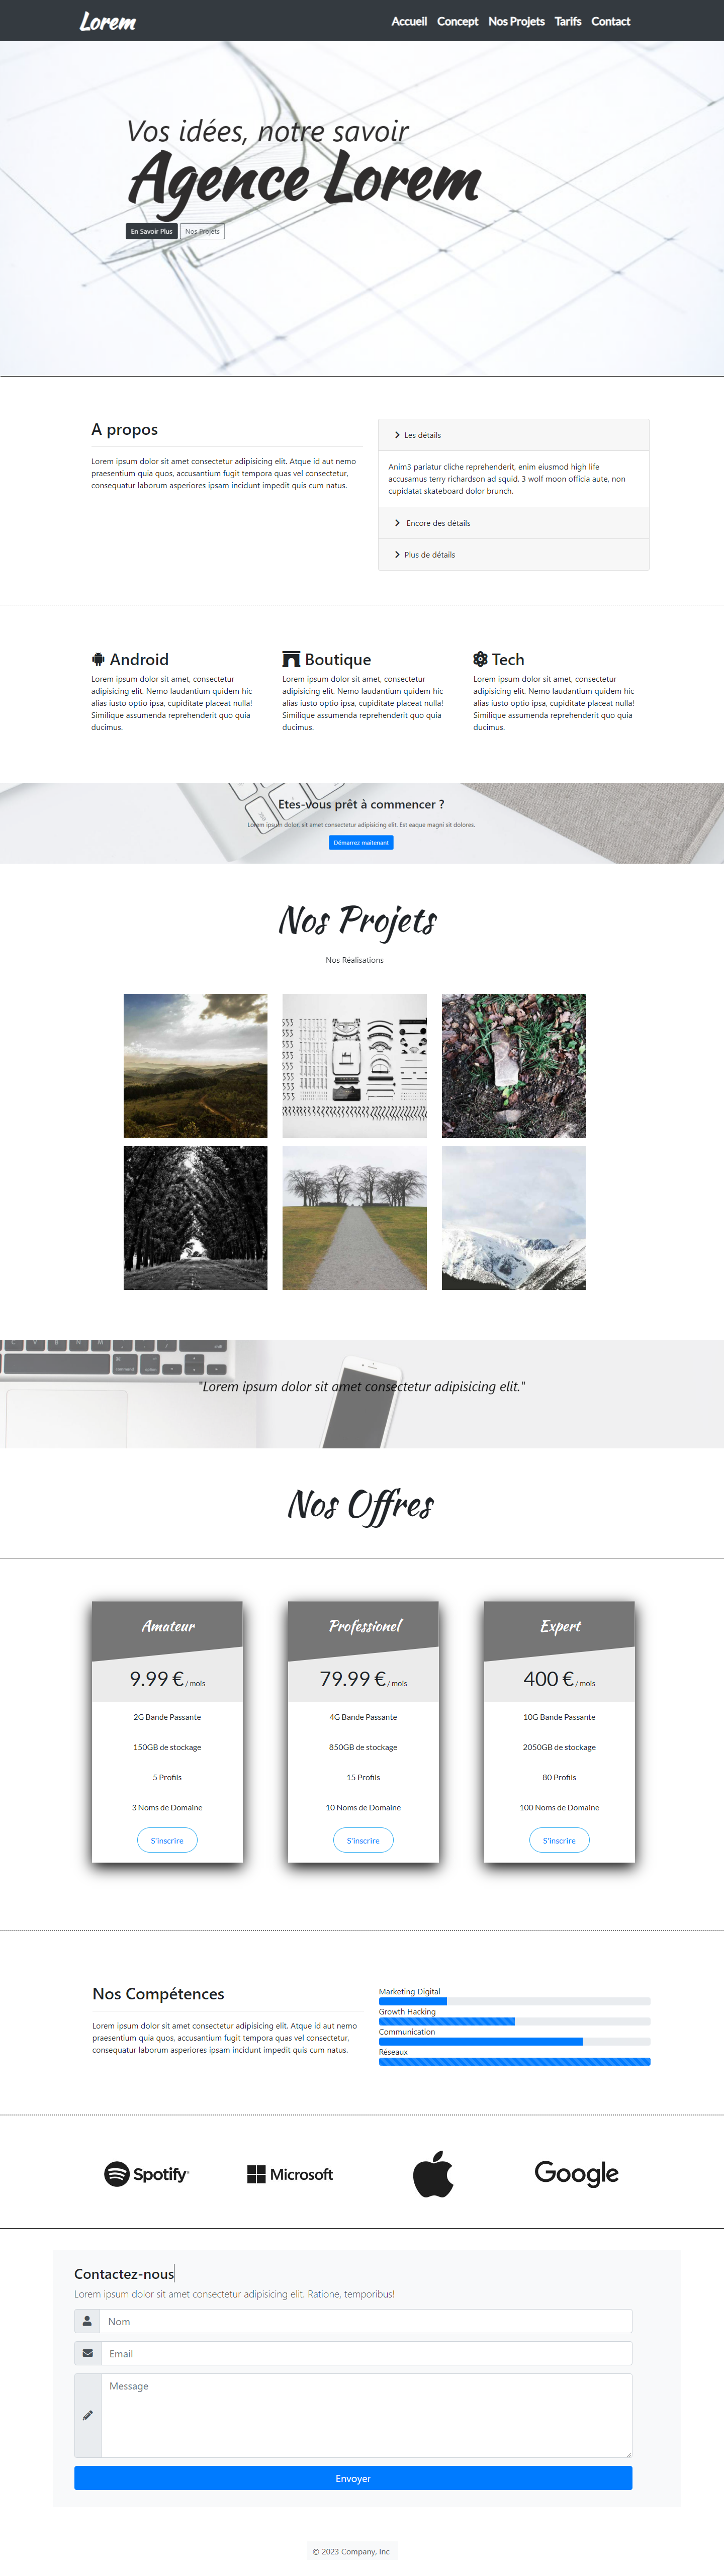 Lorem
Accueil Concept Nos Projets Tarifs Contact
Vos idées, notre savoir
Agence Lorem
En Savoir Plus Nos Projets
A propos
Lorem ipsum dolor sit amet consectetur adipisicing elit. Atque id aut nemo
praesentium quia quos, accusantium fugit tempora quas vel consectetur,
consequatur laborum asperiores ipsam incidunt impedit quis cum natus.
Les détails
Anim3 pariatur cliche reprehenderit, enim eiusmod high life
accusamus terry richardson ad squid. 3 wolf moon officia aute, non
cupidatat skateboard dolor brunch.
Encore des détails
Plus de détails
Android
Lorem ipsum dolor sit amet, consectetur
adipisicing elit. Nemo laudantium quidem hic
alias iusto optio ipsa, cupiditate placeat nulla!
Similique assumenda reprehenderit quo quia
ducimus.
Boutique
Lorem ipsum dolor sit amet, consectetur
adipisicing elit. Nemo laudantium quidem hic
alias iusto optio ipsa, cupiditate placeat nulla!
Similique assumenda reprehenderit quo quia
ducimus.
Tech
Lorem ipsum dolor sit amet, consectetur
adipisicing elit. Nemo laudantium quidem hic
alias iusto optio ipsa, cupiditate placeat nulla!
Similique assumenda reprehenderit quo quia
ducimus.
Etes-vous prêt à commencer ?
Lorem ipsum dolor, sit amet consectetur adipisicing elit. Est eaque magni sit dolores.
Démarrez maitenant
Nos Projets
Nos Réalisations
"Lorem ipsum dolor sit amet consectetur adipisicing elit."
Nos Offres
Amateur
9.99 € / mois
2G Bande Passante
150GB de stockage
5 Profils
3 Noms de Domaine
S'inscrire
Professionel
79.99 € / mois
4G Bande Passante
850GB de stockage
15 Profils
10 Noms de Domaine
S'inscrire
Expert
400 € / mois
10G Bande Passante
2050GB de stockage
80 Profils
100 Noms de Domaine
S'inscrire
Nos Compétences
Lorem ipsum dolor sit amet consectetur adipisicing elit. Atque id aut nemo
praesentium quia quos, accusantium fugit tempora quas vel consectetur,
consequatur laborum asperiores ipsam incidunt impedit quis cum natus.
Marketing Digital
Growth Hacking
Communication
Réseaux
Spotify Microsoft Google
Contactez-nous
Lorem ipsum dolor sit amet consectetur adipisicing elit. Ratione, temporibus!
Nom
Email
Message
Envoyer
© 2023 Company, Inc